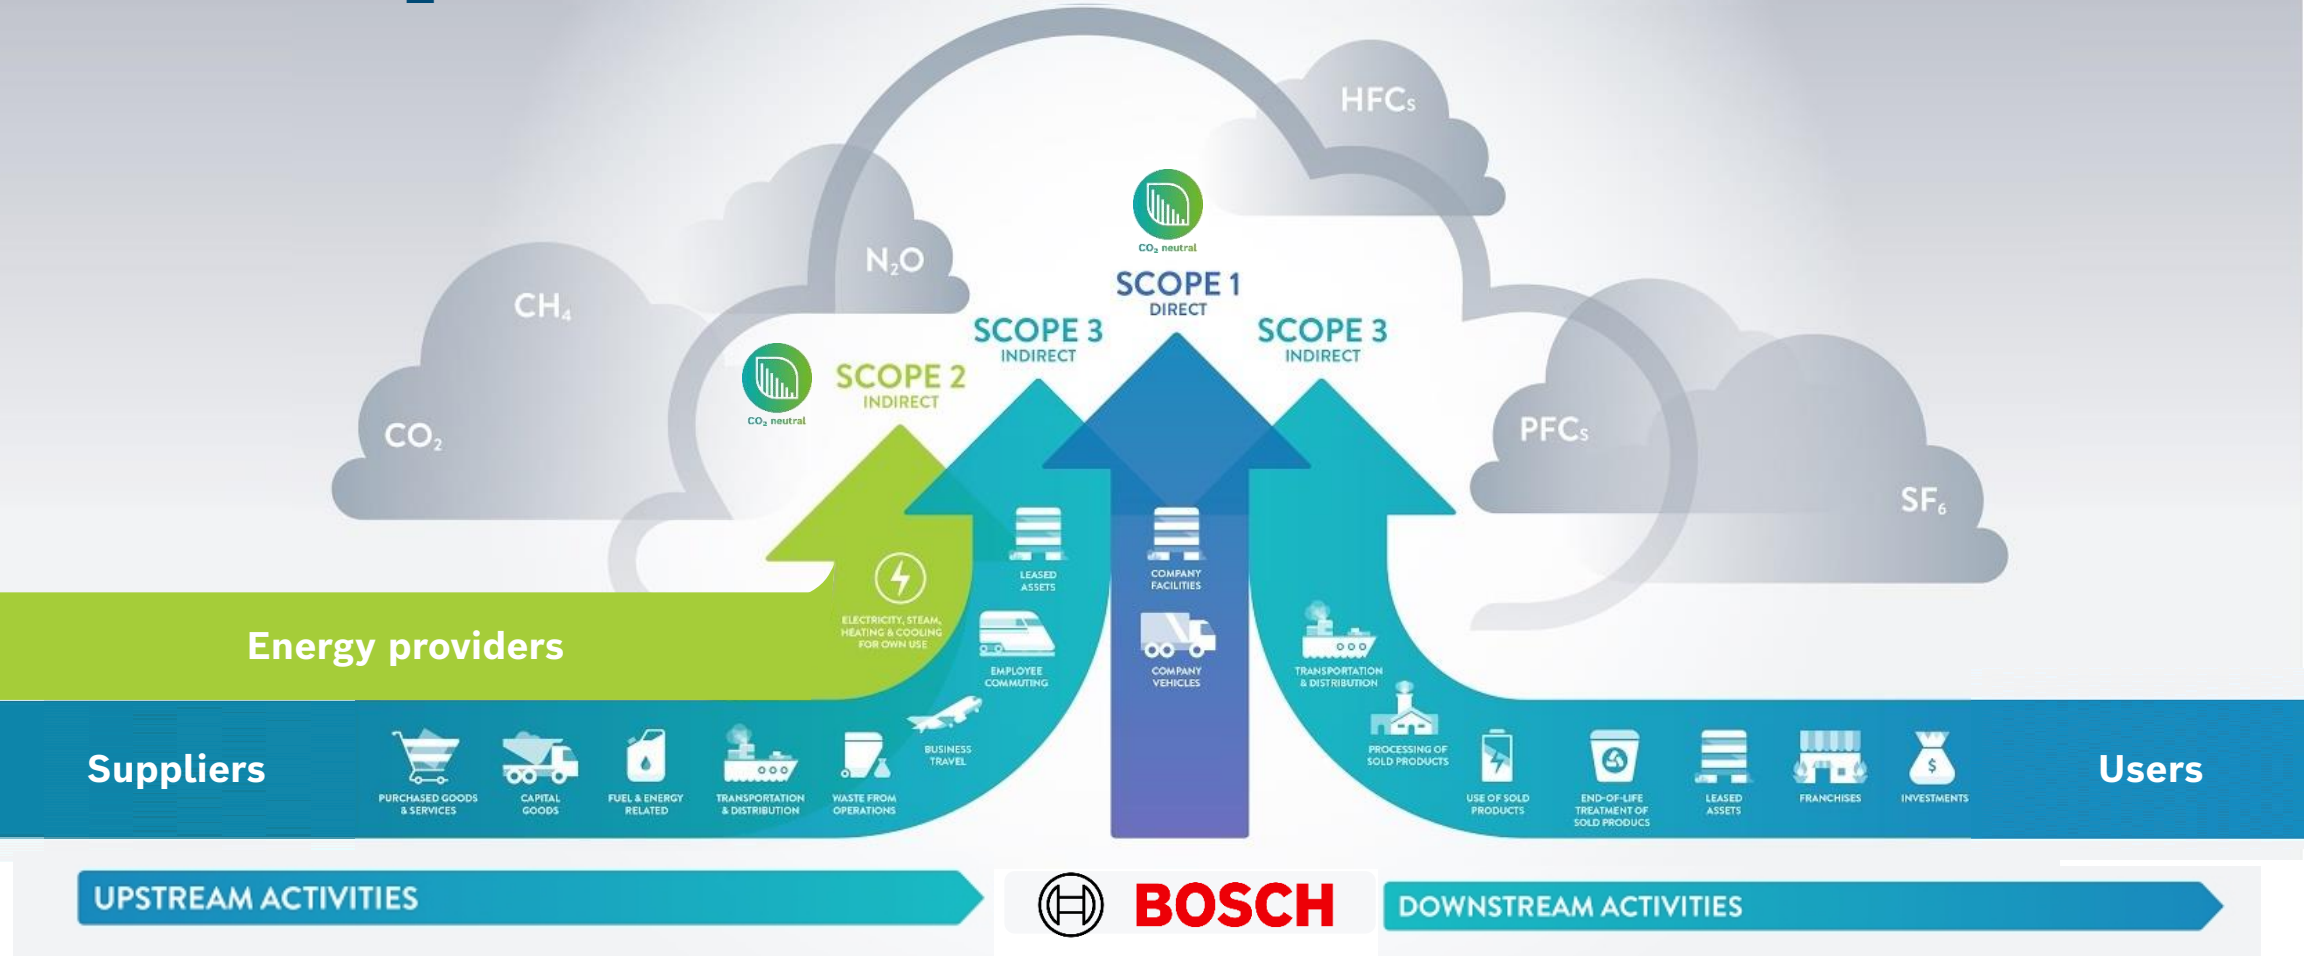 HFCs
CO₂ neutral
N₂O
SCOPE 1
DIRECT
CH₄
SCOPE 3
INDIRECT
SCOPE 3
INDIRECT
CO₂ neutral
SCOPE 2
INDIRECT
CO₂
PFCs
SF₆
LEASED
ASSETS
COMPANY
FACILITIES
ELECTRICITY, STEAM,
HEATING & COOLING
FOR OWN USE
Energy providers
EMPLOYEE
COMMUTING
COMPANY
VEHICLES
TRANSPORTATION
& DISTRIBUTION
Suppliers
PURCHASED GOODS
& SERVICES
CAPITAL
GOODS
FUEL & ENERGY
RELATED
TRANSPORTATION
& DISTRIBUTION
WASTE FROM
OPERATIONS
BUSINESS
TRAVEL
PROCESSING OF
SOLD PRODUCTS
USE OF SOLD
PRODUCTS
END-OF-LIFE
TREATMENT OF
SOLD PRODUCS
LEASED
ASSETS
FRANCHISES
$
INVESTMENTS
Users
UPSTREAM ACTIVITIES
BOSCH
DOWNSTREAM ACTIVITIES